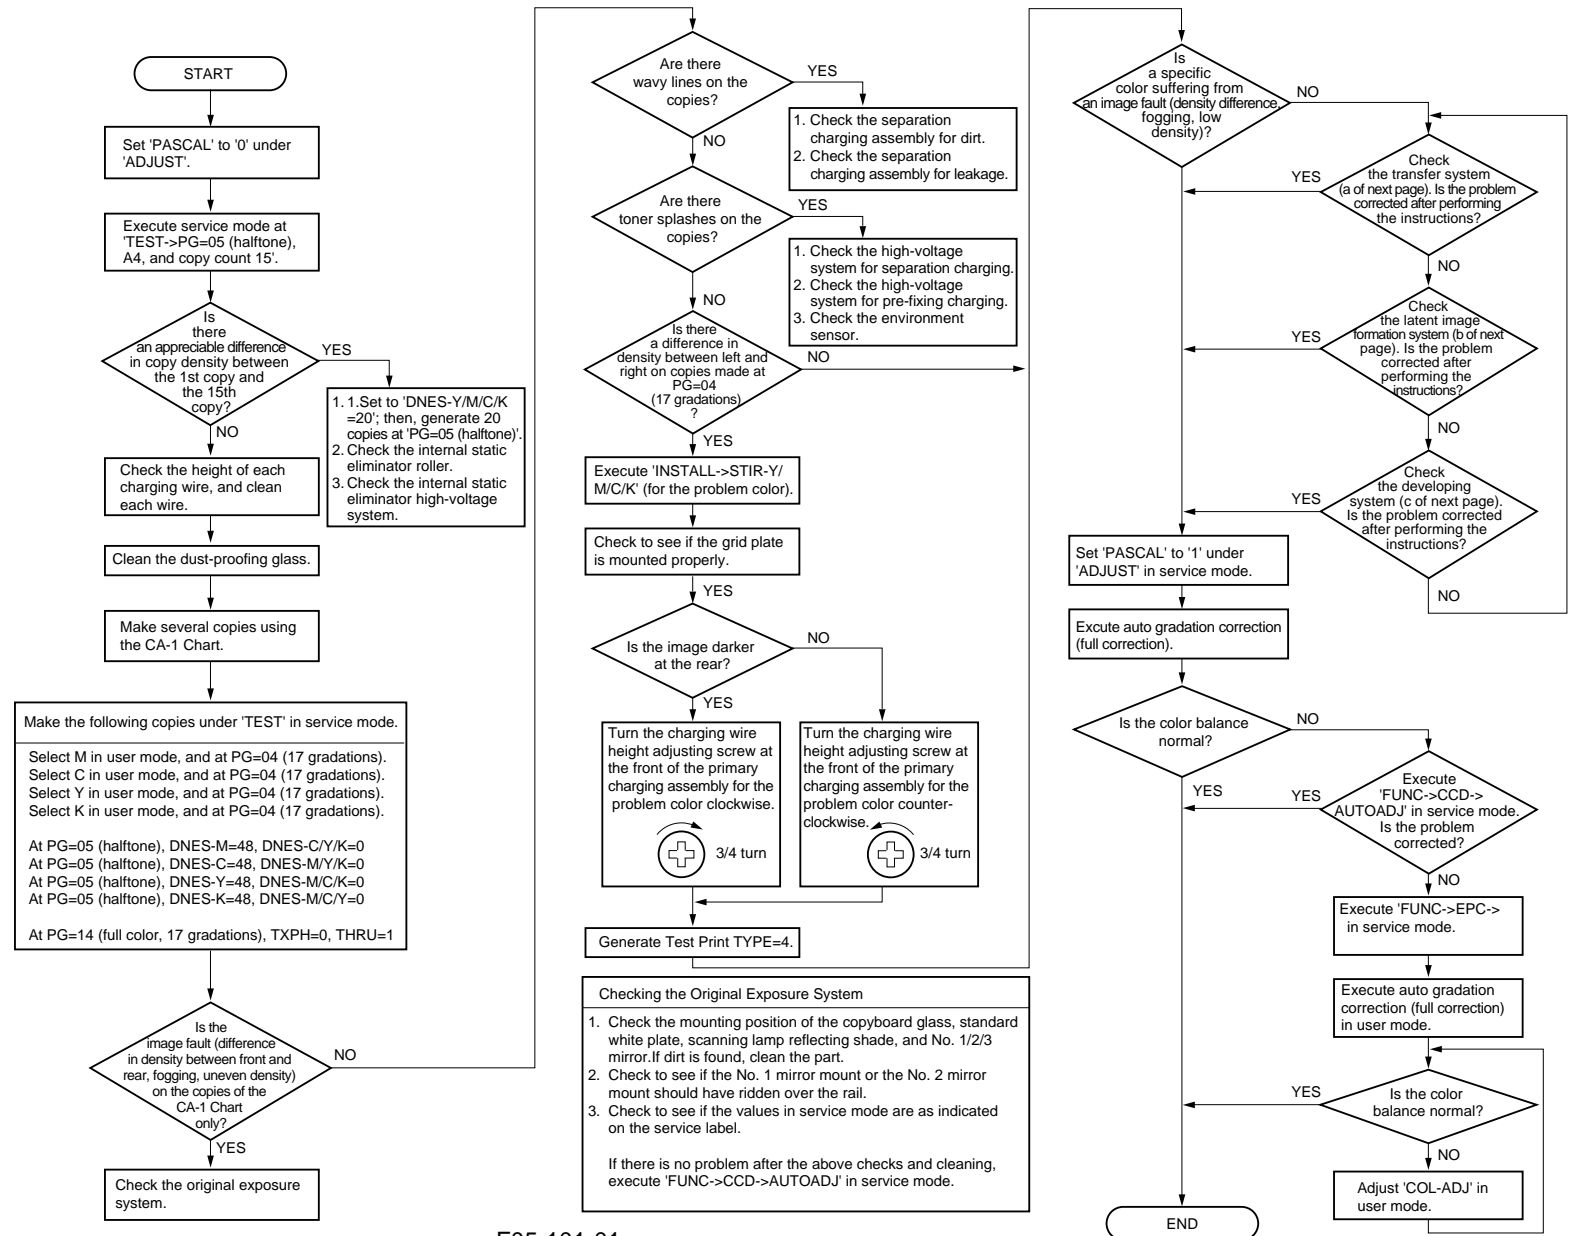 START
Set 'PASCAL' to '0' under
'ADJUST'.
Execute service mode at
'TEST->PG=05 (halftone),
A4, and copy count 15'.
Is
there
an appreciable difference
in copy density between
the 1st copy and
the 15th
copy?
YES
1. 1.Set to 'DNES-Y/M/C/K
=20'; then, generate 20
copies at 'PG=05 (halftone)'.
2. Check the internal static
eliminator roller.
3. Check the internal static
eliminator high-voltage
system.
NO
Check the height of each
charging wire, and clean
each wire.
Clean the dust-proofing glass.
Make several copies using
the CA-1 Chart.
Make the following copies under 'TEST' in service mode.
Select M in user mode, and at PG=04 (17 gradations).
Select C in user mode, and at PG=04 (17 gradations).
Select Y in user mode, and at PG=04 (17 gradations).
Select K in user mode, and at PG=04 (17 gradations).
At PG=05 (halftone), DNES-M=48, DNES-C/Y/K=0
At PG=05 (halftone), DNES-C=48, DNES-M/Y/K=0
At PG=05 (halftone), DNES-Y=48, DNES-M/C/K=0
At PG=05 (halftone), DNES-K=48, DNES-M/C/Y=0
At PG=14 (full color, 17 gradations), TXPH=0, THRU=1
Is the
image fault (difference
in density between front and
rear, fogging, uneven density)
on the copies of the
CA-1 Chart
only?
NO
YES
Check the original exposure
system.
Are there
wavy lines on the
copies?
YES
1. Check the separation
charging assembly for dirt.
2. Check the separation
charging assembly for leakage.
NO
Are there
toner splashes on the
copies?
YES
1. Check the high-voltage
system for separation charging.
2. Check the high-voltage
system for pre-fixing charging.
3. Check the environment
sensor.
NO
Is there
a difference in
density between left and
right on copies made at
PG=04
(17 gradations)
?
NO
YES
Execute 'INSTALL->STIR-Y/
M/C/K' (for the problem color).
Check to see if the grid plate
is mounted properly.
YES
Is the image darker
at the rear?
NO
YES
Turn the charging wire
height adjusting screw at
the front of the primary
charging assembly for the
problem color clockwise.
3/4 turn
Turn the charging wire
height adjusting screw at
the front of the primary
charging assembly for the
problem color counter-
clockwise.
3/4 turn
Generate Test Print TYPE=4.
Checking the Original Exposure System
1. Check the mounting position of the copyboard glass, standard
white plate, scanning lamp reflecting shade, and No. 1/2/3
mirror.If dirt is found, clean the part.
2. Check to see if the No. 1 mirror mount or the No. 2 mirror
mount should have ridden over the rail.
3. Check to see if the values in service mode are as indicated
on the service label.
If there is no problem after the above checks and cleaning,
execute 'FUNC->CCD->AUTOADJ' in service mode.
Is
a specific
color suffering from
an image fault (density difference,
fogging, low
density)?
NO
Check
the transfer system
(a of next page). Is the problem
corrected after performing
the instructions?
YES
NO
Check
the latent image
formation system (b of next
page). Is the problem
corrected after
performing the
instructions?
YES
NO
Check
the developing
system (c of next page).
Is the problem corrected
after performing the
instructions?
YES
NO
Set 'PASCAL' to '1' under
'ADJUST' in service mode.
Excute auto gradation correction
(full correction).
Is the color balance
normal?
NO
YES
Execute
'FUNC->CCD->
AUTOADJ' in service mode.
Is the problem
corrected?
YES
NO
Execute 'FUNC->EPC->
in service mode.
Execute auto gradation
correction (full correction)
in user mode.
Is the color
balance normal?
YES
NO
Adjust 'COL-ADJ' in
user mode.
END